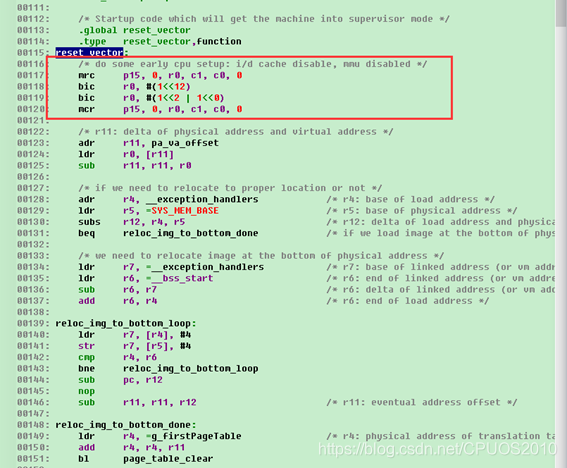 00111:
00112: /* Startup code which will get the machine into supervisor mode */
00113: .global reset_vector
00114: .type reset_vector,function
00115: reset_vector:
00116: /* do some early cpu setup: i/d cache disable, mmu disabled */
00117: mrc p15, 0, r0, c1, c0, 0
00118: bic r0, #(1<<12)
00119: bic r0, #(1<<2 | 1<<0)
00120: mcr p15, 0, r0, c1, c0, 0
00121:
00122: /* r11: delta of physical address and virtual address */
00123: adr r11, pa_va_offset
00124: ldr r0, [r11]
00125: sub r11, r11, r0
00126:
00127: /* if we need to relocate to proper location or not */
00128: adr r4, __exception_handlers /* r4: base of load address */
00129: ldr r5, =SYS_MEM_BASE /* r5: base of physical address */
00130: subs r12, r4, r5 /* r12: delta of load address and physica
00131: beq reloc_img_to_bottom_done /* if we load image at the bottom of phys
00132:
00133: /* we need to relocate image at the bottom of physical address */
00134: ldr r7, =__exception_handlers /* r7: base of linked address (or vm addr
00135: ldr r6, =__bss_start /* r6: end of linked address (or vm addre
00136: sub r6, r7 /* r6: delta of linked address (or vm add
00137: add r6, r4 /* r6: end of load address */
00138:
00139: reloc_img_to_bottom_loop:
00140: ldr r7, [r4], #4
00141: str r7, [r5], #4
00142: cmp r4, r6
00143: bne reloc_img_to_bottom_loop
00144: sub pc, r12
00145: nop
00146: sub r11, r11, r12 /* r11: eventual address offset */
00147:
00148: reloc_img_to_bottom_done:
00149: ldr r4, =g_firstPageTable /* r4: physical address of translation ta
00150: add r4, r4, r11
00151: bl page_table_clear
https://blog.csdn.net/CPUOS2010